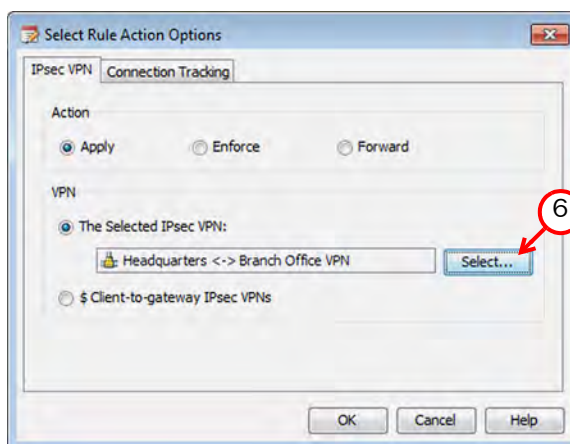 Select Rule Action Options
IPsec VPN Connection Tracking
Action
Apply Enforce Forward
VPN
The Selected IPsec VPN:
6
Headquarters <-> Branch Office VPN Select...
$ Client-to-gateway IPsec VPNs
OK Cancel Help